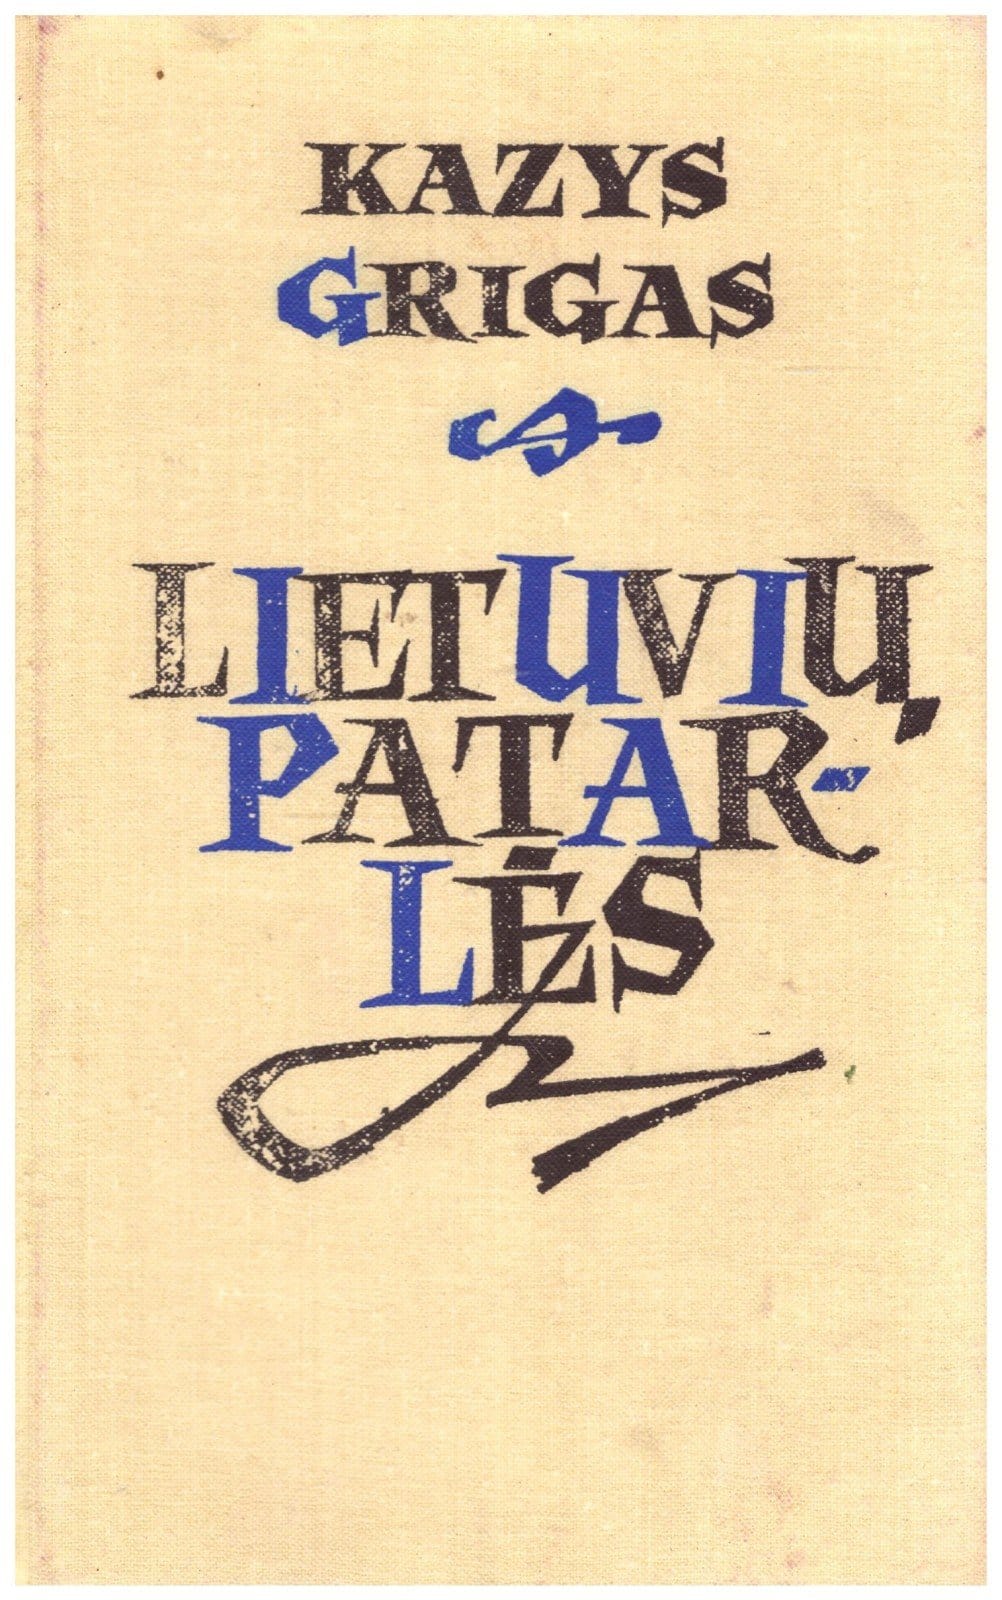 KAZYS
GRIGAS
LIETUVIŲ
PATAR-
LĖS